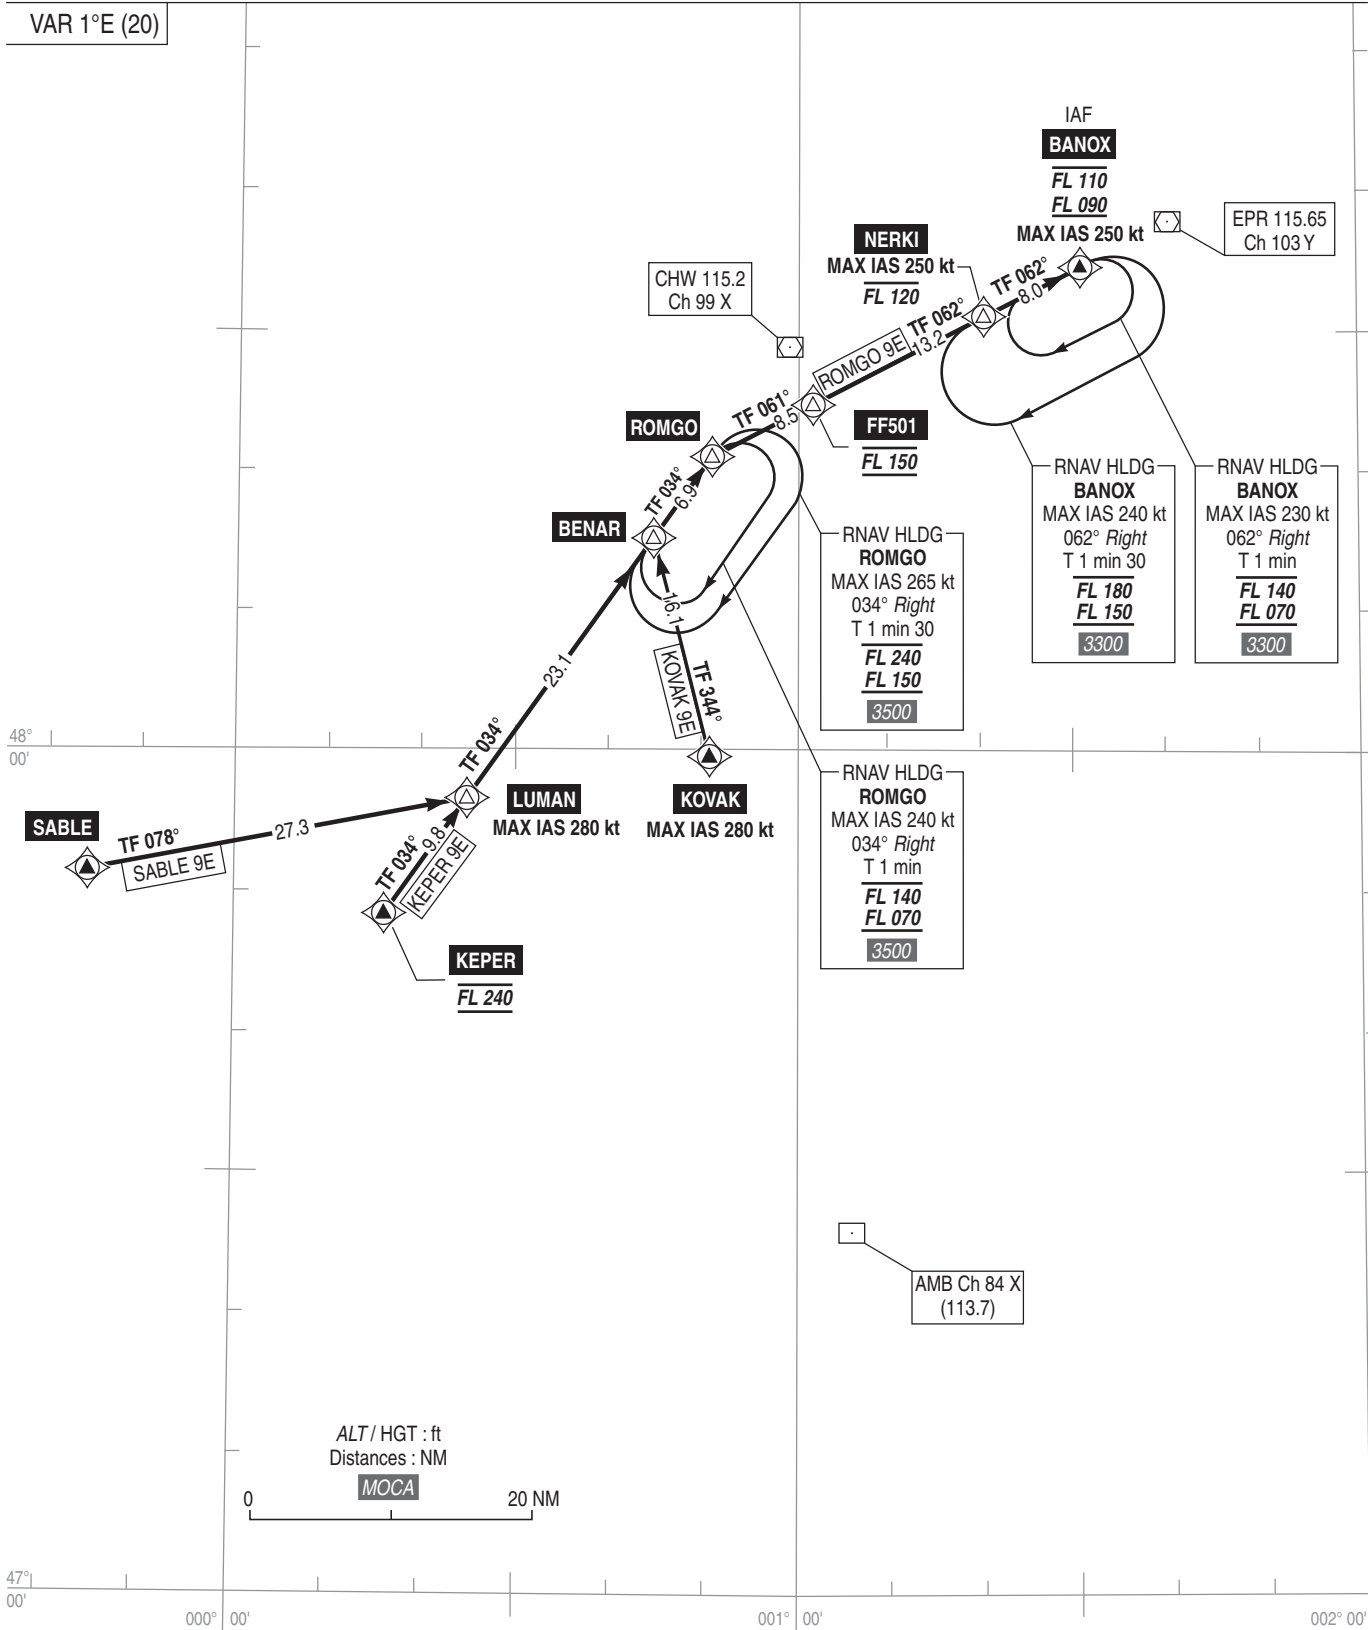 VAR 1°E (20)
IAF
BANOX
FL 110
FL 090
MAX IAS 250 kt
EPR 115.65
Ch 103 Y
NERKI
MAX IAS 250 kt
FL 120
CHW 115.2
Ch 99 X
TF 062°
8.0
TF 062°
13.2
ROMGO 9E
TF 061°
8.5
ROMGO
FF501
FL 150
TF 034°
6.9
BENAR
RNAV HLDG
BANOX
MAX IAS 240 kt
062° Right
T 1 min 30
FL 180
FL 150
3300
RNAV HLDG
BANOX
MAX IAS 230 kt
062° Right
T 1 min
FL 140
FL 070
3300
RNAV HLDG
ROMGO
MAX IAS 265 kt
034° Right
T 1 min 30
FL 240
FL 150
3500
16.1
TF 344°
KOVAK 9E
23.1
TF 034°
48°
00'
RNAV HLDG
ROMGO
MAX IAS 240 kt
034° Right
T 1 min
FL 140
FL 070
3500
KOVAK
MAX IAS 280 kt
LUMAN
MAX IAS 280 kt
SABLE
TF 078°
27.3
SABLE 9E
TF 034°
9.8
KEPER 9E
KEPER
FL 240
AMB Ch 84 X
(113.7)
ALT / HGT : ft
Distances : NM
MOCA
0 20 NM
47°
00'
000° 00' 001° 00' 002° 00'